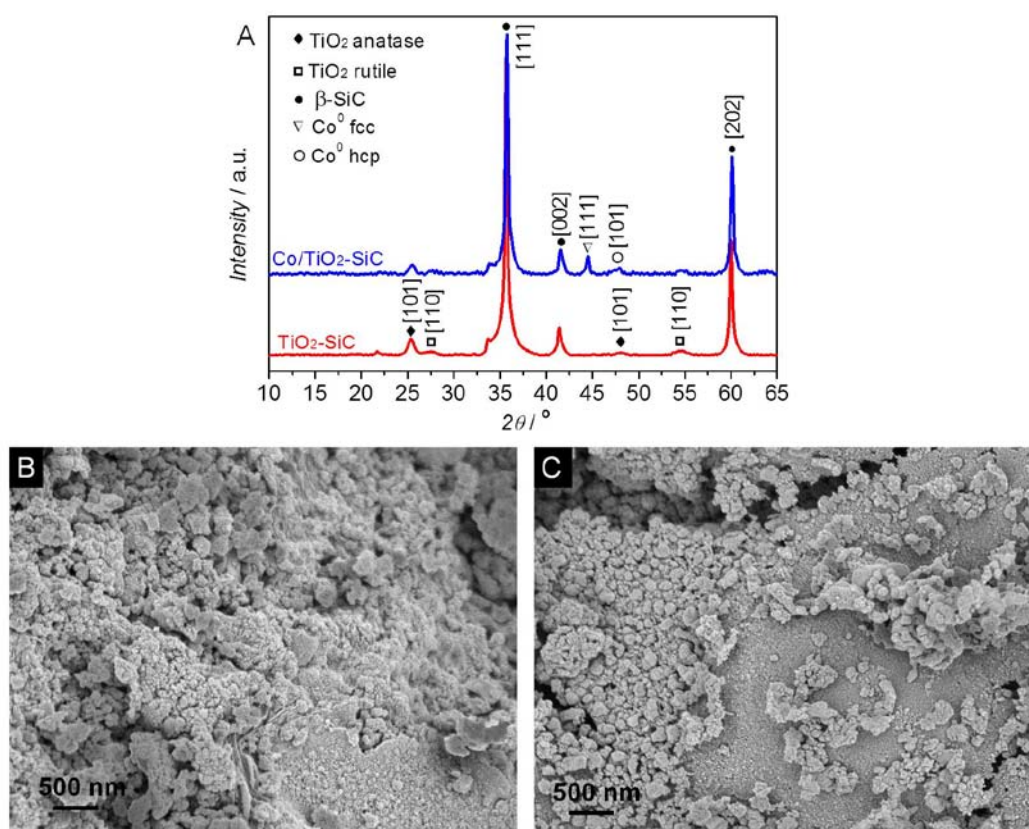 A
TiO2 anatase
TiO2 rutile
β-SiC
Co0 fcc
Co0 hcp
[111]
[202]
[002]
[111]
[101]
Co/TiO2-SiC
[101]
[110]
[101]
[110]
TiO2-SiC
Intensity / a.u.
10 15 20 25 30 35 40 45 50 55 60 65
2θ / °
B
500 nm
C
500 nm